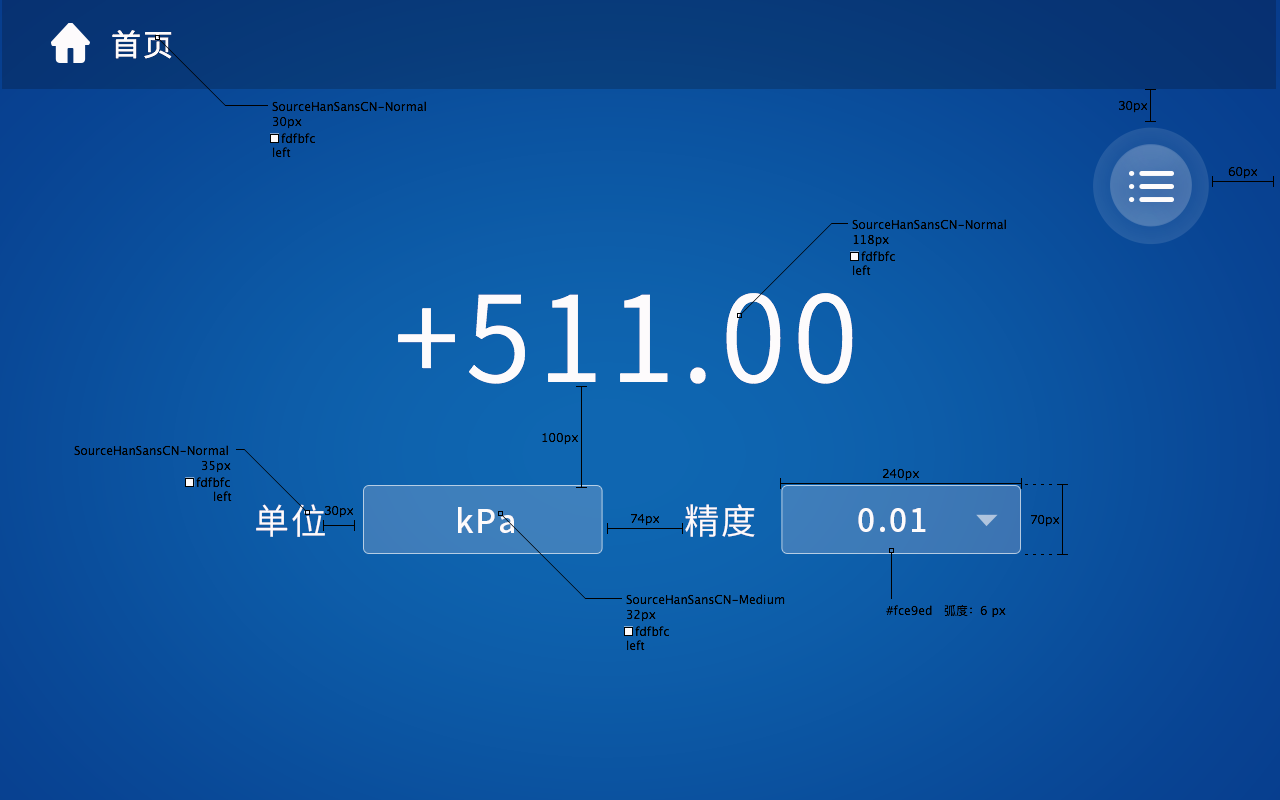 首页
SourceHanSansCN-Normal
30px
fdfbfc
left
30px
60px
SourceHanSansCN-Normal
118px
fdfbfc
left
+511.00
100px
SourceHanSansCN-Normal
35px
fdfbfc
left
240px
单位
30px
kPa
74px
精度
0.01
70px
SourceHanSansCN-Medium
32px
fdfbfc
left
#fce9ed 弧度：6 px